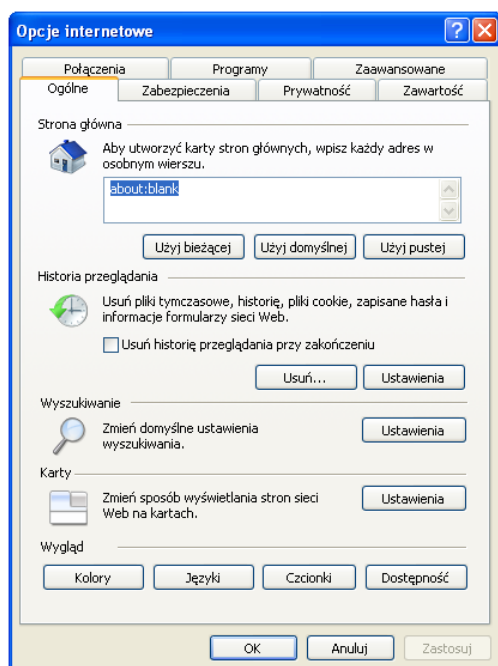 Opcje internetowe
Połączenia Programy Zaawansowane
Ogólne Zabezpieczenia Prywatność Zawartość
Strona główna
Aby utworzyć karty stron głównych, wpisz każdy adres w
osobnym wierszu.
about:blank
Użyj bieżącej Użyj domyślnej Użyj pustej
Historia przeglądania
Usuń pliki tymczasowe, historię, pliki cookie, zapisane hasła i
informacje formularzy sieci Web.
Usuń historię przeglądania przy zakończeniu
Usuń... Ustawienia
Wyszukiwanie
Zmień domyślne ustawienia
wyszukiwania.
Ustawienia
Karty
Zmień sposób wyświetlania stron sieci
Web na kartach.
Ustawienia
Wygląd
Kolory Języki Czcionki Dostępność
OK Anuluj Zastosuj